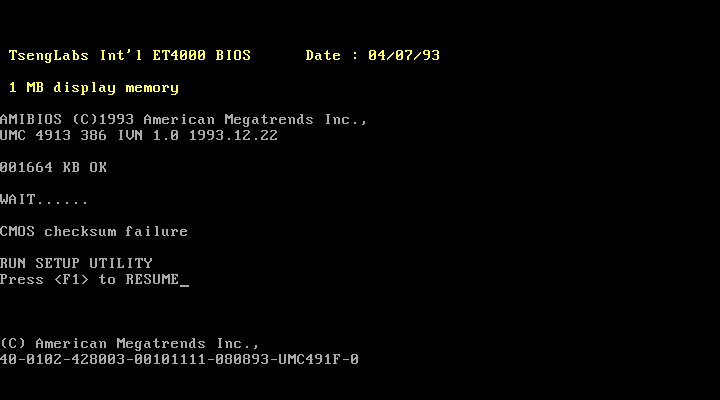 TsengLabs Int'l ET4000 BIOS      Date : 04/07/93
1 MB display memory
AMIBIOS (C)1993 American Megatrends Inc.,
UMC 4913 386 IVN 1.0 1993.12.22
001664 KB OK
WAIT......
CMOS checksum failure
RUN SETUP UTILITY
Press <F1> to RESUME_
(C) American Megatrends Inc.,
40-0102-428003-00101111-080893-UMC491F-0